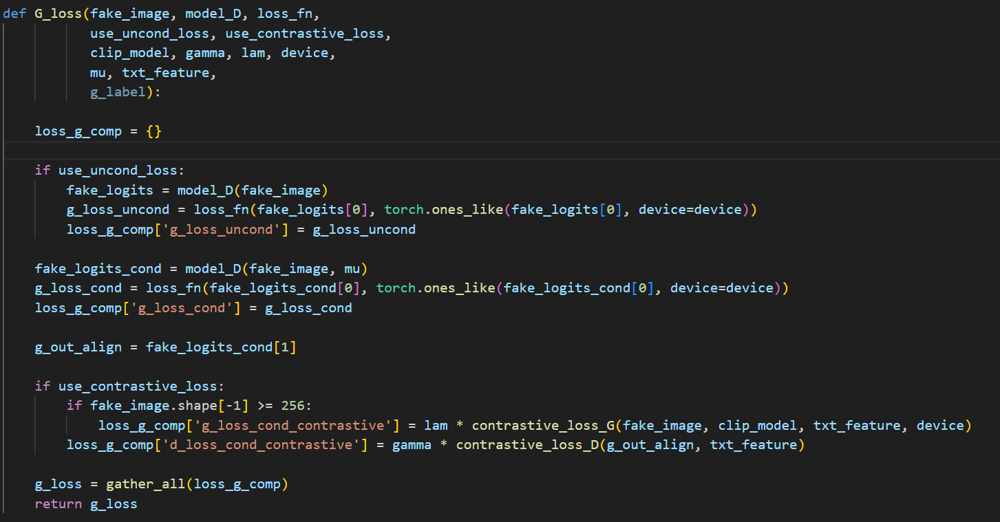 def G_loss(fake_image, model_D, loss_fn,
           use_uncond_loss, use_contrastive_loss,
           clip_model, gamma, lam, device,
           mu, txt_feature,
           g_label):

    loss_g_comp = {}

    if use_uncond_loss:
        fake_logits = model_D(fake_image)
        g_loss_uncond = loss_fn(fake_logits[0], torch.ones_like(fake_logits[0], device=device))
        loss_g_comp['g_loss_uncond'] = g_loss_uncond

    fake_logits_cond = model_D(fake_image, mu)
    g_loss_cond = loss_fn(fake_logits_cond[0], torch.ones_like(fake_logits_cond[0], device=device))
    loss_g_comp['g_loss_cond'] = g_loss_cond

    g_out_align = fake_logits_cond[1]

    if use_contrastive_loss:
        if fake_image.shape[-1] >= 256:
            loss_g_comp['g_loss_cond_contrastive'] = lam * contrastive_loss_G(fake_image, clip_model, txt_feature, device)
        loss_g_comp['d_loss_cond_contrastive'] = gamma * contrastive_loss_D(g_out_align, txt_feature)

    g_loss = gather_all(loss_g_comp)
    return g_loss